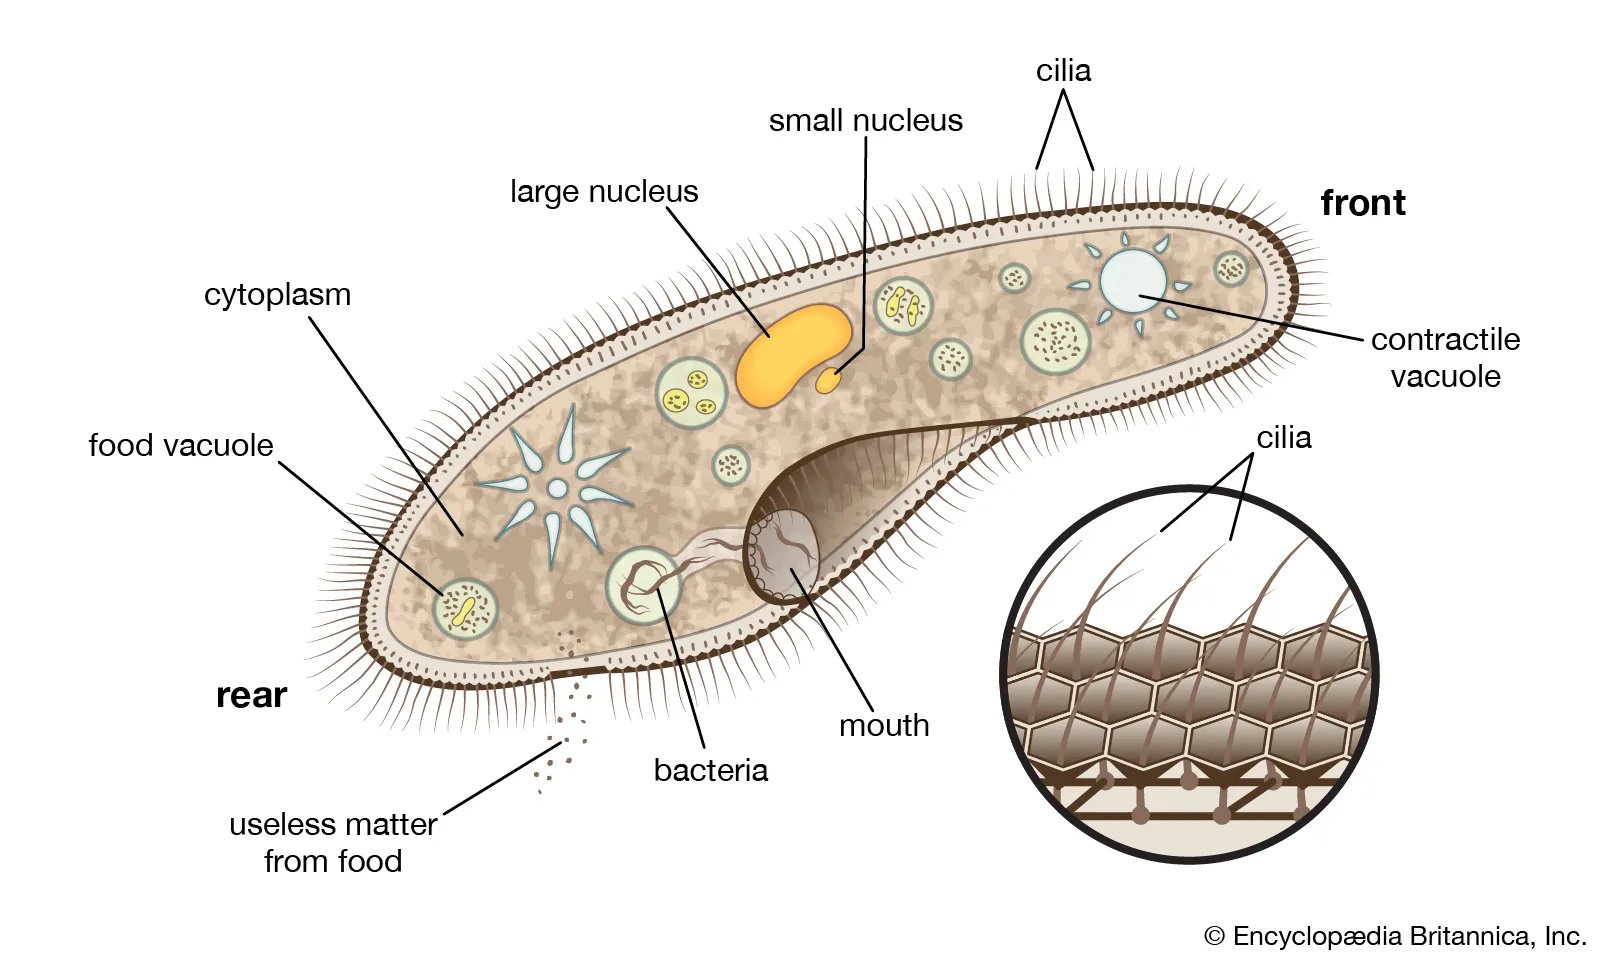 cilia
small nucleus
large nucleus
front
cytoplasm
contractile
vacuole
food vacuole
cilia
rear
mouth
bacteria
useless matter
from food
© Encyclopædia Britannica, Inc.